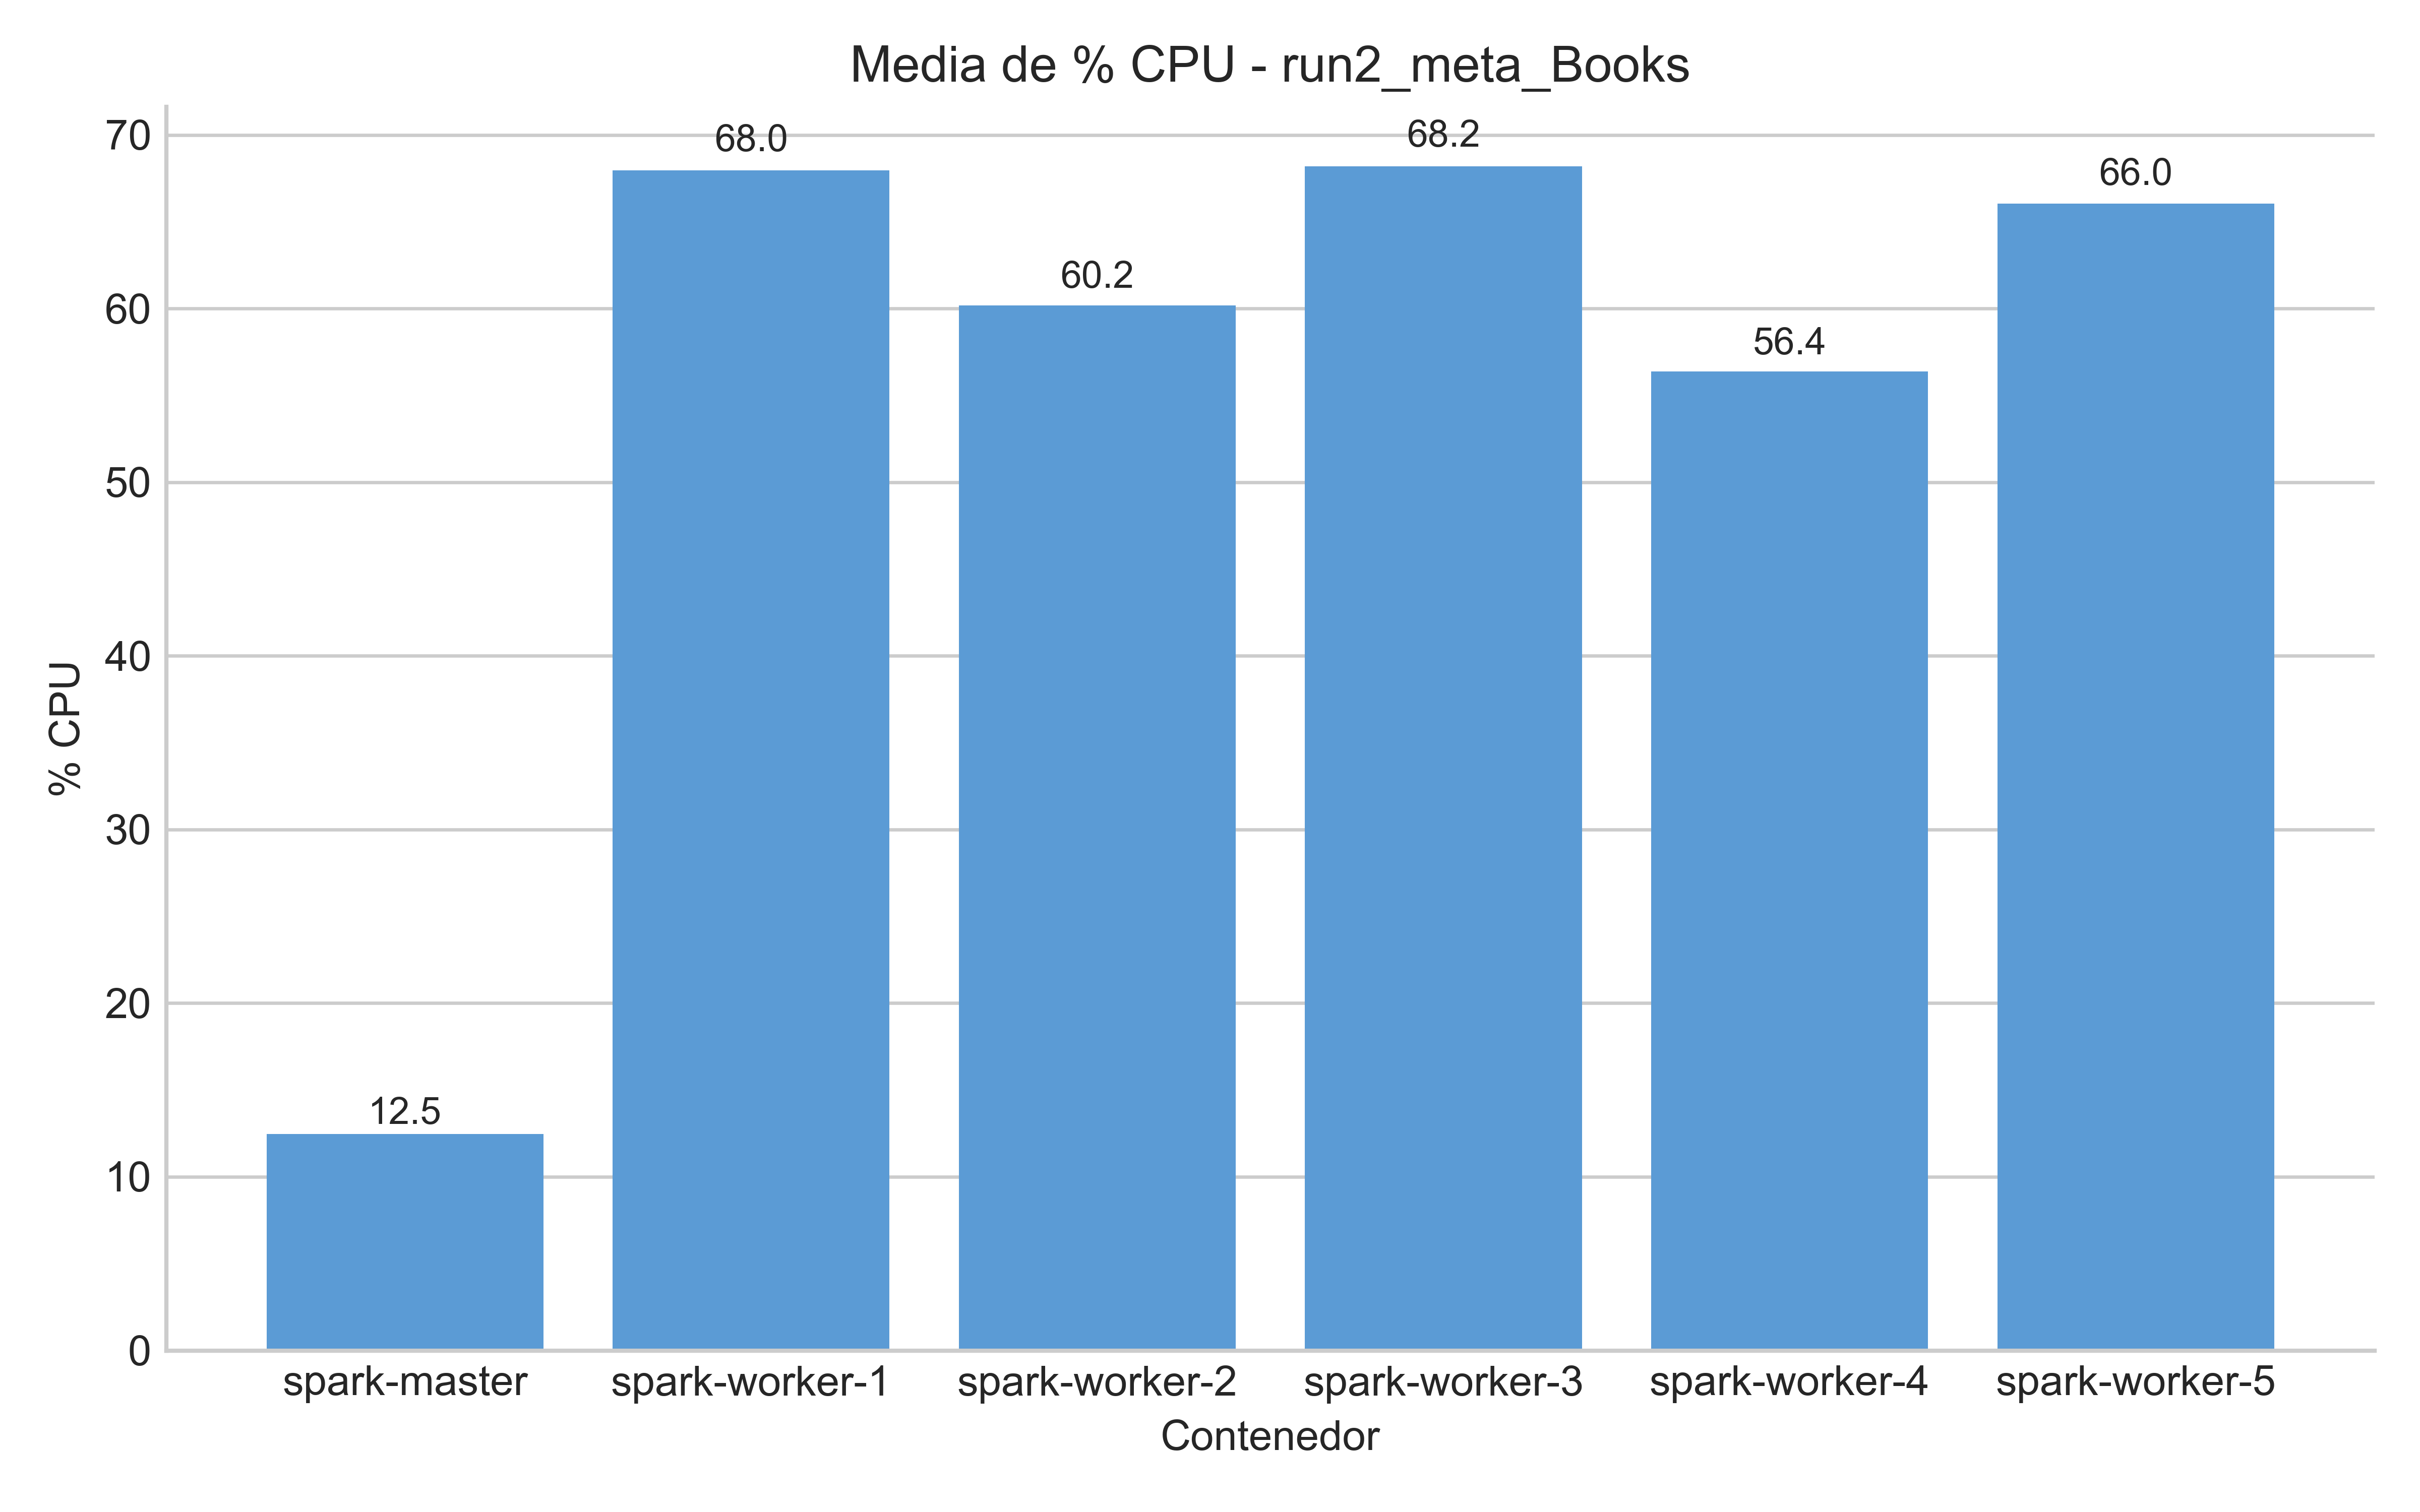 Media de % CPU - run2_meta_Books
% CPU
70
60
50
40
30
20
10
0
12.5
68.0
60.2
68.2
56.4
66.0
spark-master
spark-worker-1
spark-worker-2
spark-worker-3
spark-worker-4
spark-worker-5
Contenedor